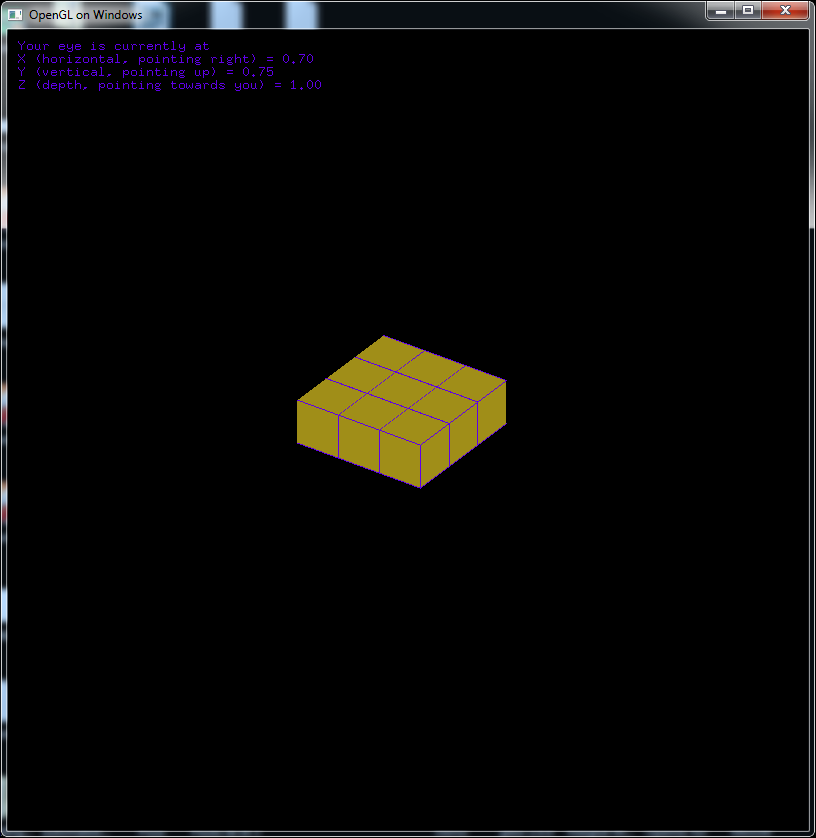 OpenGL on Windows
Your eye is currently at
X (horizontal, pointing right) = 0.70
Y (vertical, pointing up) = 0.75
Z (depth, pointing towards you) = 1.00